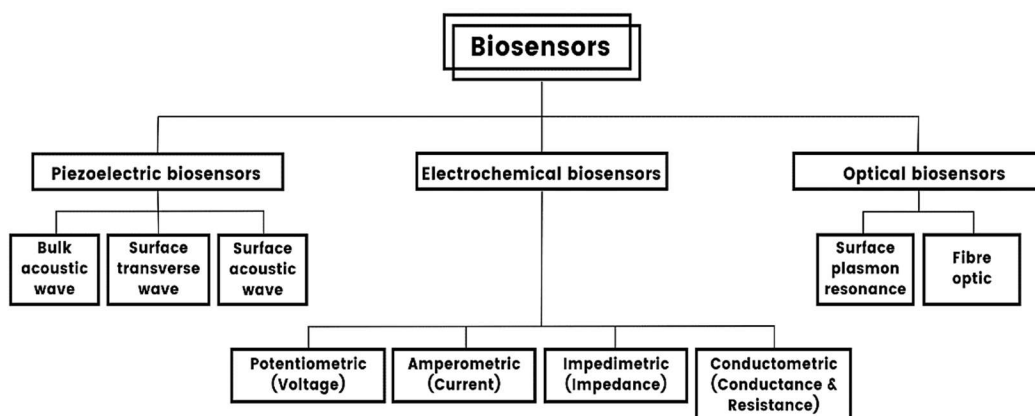 Biosensors
Piezoelectric biosensors
Electrochemical biosensors
Optical biosensors
Bulk
acoustic
wave
Surface
transverse
wave
Surface
acoustic
wave
Surface
plasmon
resonance
Fibre
optic
Potentiometric
(Voltage)
Amperometric
(Current)
Impedimetric
(Impedance)
Conductometric
(Conductance &
Resistance)